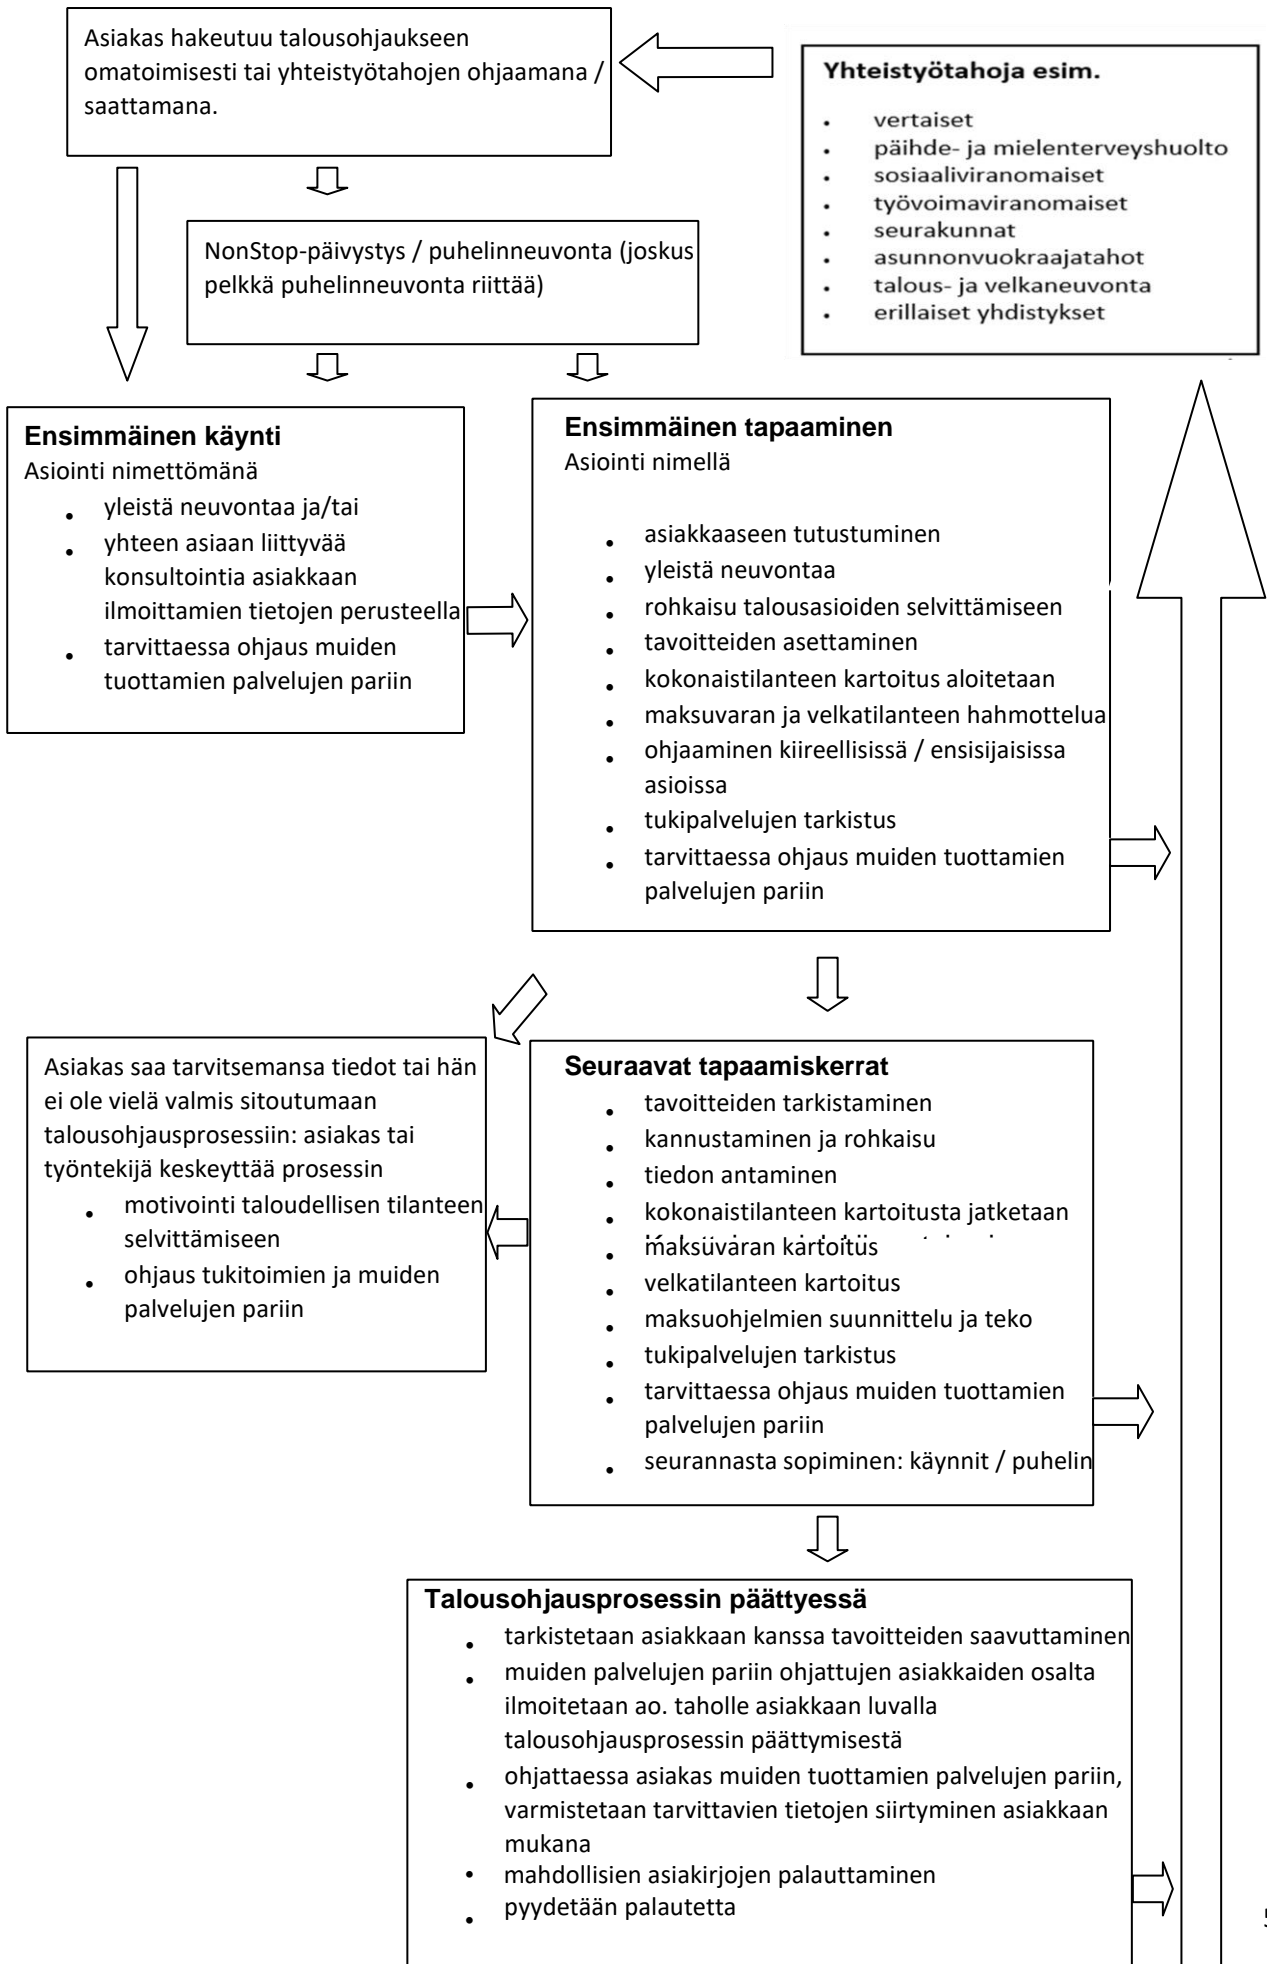 Asiakas hakeutuu talousohjaukseen
omatoimisesti tai yhteistyötahojen ohjaamana /
saattamana.
Yhteistyötahoja esim.
• vertaiset
• päihde- ja mielenterveyshuolto
• sosiaaliviranomaiset
• työvoimaviranomaiset
• seurakunnat
• asunnonvuokraajatahot
• talous- ja velkaneuvonta
• erillaiset yhdistykset
NonStop-päivystys / puhelinneuvonta (joskus
pelkkä puhelinneuvonta riittää)
Ensimmäinen käynti
Asiointi nimettömänä
• yleistä neuvontaa ja/tai
• yhteen asiaan liittyvää
konsultointia asiakkaan
ilmoittamien tietojen perusteella
• tarvittaessa ohjaus muiden
tuottamien palvelujen pariin
Ensimmäinen tapaaminen
Asiointi nimellä
• asiakkaaseen tutustuminen
• yleistä neuvontaa
• rohkaisu talousasioiden selvittämiseen
• tavoitteiden asettaminen
• kokonaistilanteen kartoitus aloitetaan
• maksuvaran ja velkatilanteen hahmottelua
• ohjaaminen kiireellisissä / ensisijaisissa
asioissa
• tukipalvelujen tarkistus
• tarvittaessa ohjaus muiden tuottamien
palvelujen pariin
Asiakas saa tarvitsemansa tiedot tai hän
ei ole vielä valmis sitoutumaan
talousohjausprosessiin: asiakas tai
työntekijä keskeyttää prosessin
• motivointi taloudellisen tilanteen
selvittämiseen
• ohjaus tukitoimien ja muiden
palvelujen pariin
Seuraavat tapaamiskerrat
• tavoitteiden tarkistaminen
• kannustaminen ja rohkaisu
• tiedon antaminen
• kokonaistilanteen kartoitusta jatketaan
• maksuvaran kartoitus
• velkatilanteen kartoitus
• maksuohjelmien suunnittelu ja teko
• tukipalvelujen tarkistus
• tarvittaessa ohjaus muiden tuottamien
palvelujen pariin
• seurannasta sopiminen: käynnit / puhelin
Talousohjausprosessin päättyessä
• tarkistetaan asiakkaan kanssa tavoitteiden saavuttaminen
• muiden palvelujen pariin ohjattujen asiakkaiden osalta
ilmoitetaan ao. taholle asiakkaan luvalla
talousohjausprosessin päättymisestä
• ohjattaessa asiakas muiden tuottamien palvelujen pariin,
varmistetaan tarvittavien tietojen siirtyminen asiakkaan
mukana
• mahdollisien asiakirjojen palauttaminen
• pyydetään palautetta